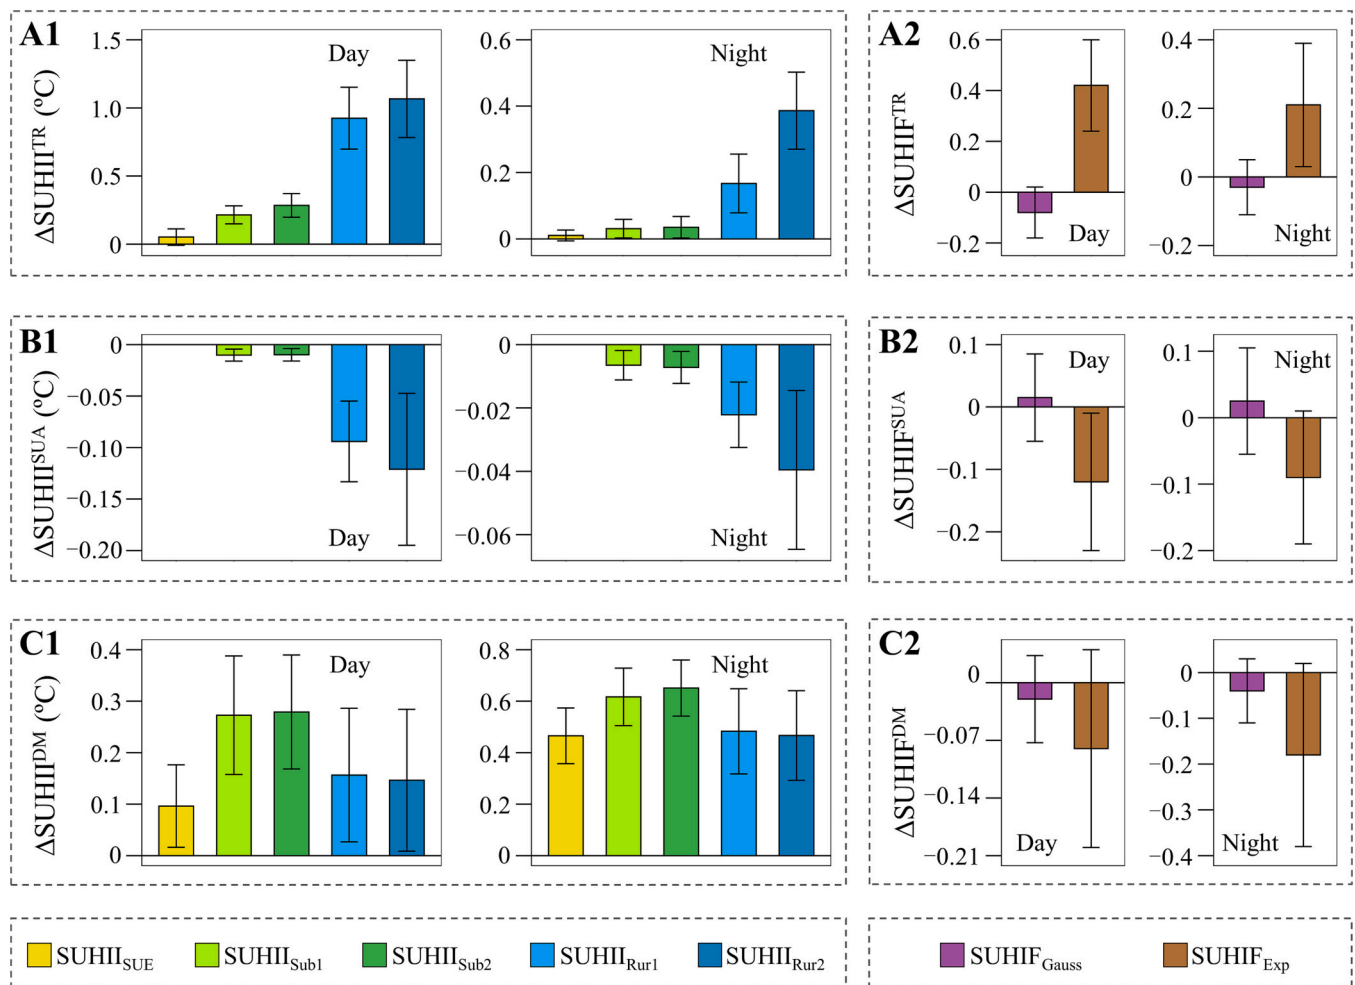 A1
ΔSUHII^TR (°C)
1.5
1.0
0.5
0
Day
0.6
0.4
0.2
0
Night
A2
ΔSUHIF^TR
0.6
0.4
0.2
0
−0.2
Day
0.4
0.2
0
−0.2
Night
B1
ΔSUHII^SUA (°C)
0
−0.05
−0.10
−0.15
−0.20
Day
0
−0.02
−0.04
−0.06
Night
B2
ΔSUHIF^SUA
0.1
0
−0.1
−0.2
Day
0.1
0
−0.1
−0.2
Night
C1
ΔSUHII^DM (°C)
0.4
0.3
0.2
0.1
0
Day
0.8
0.6
0.4
0.2
0
Night
C2
ΔSUHIF^DM
0
−0.07
−0.14
−0.21
Day
0
−0.1
−0.2
−0.3
−0.4
Night
SUHII_SUE SUHII_Sub1 SUHII_Sub2 SUHII_Rur1 SUHII_Rur2
SUHIF_Gauss SUHIF_Exp